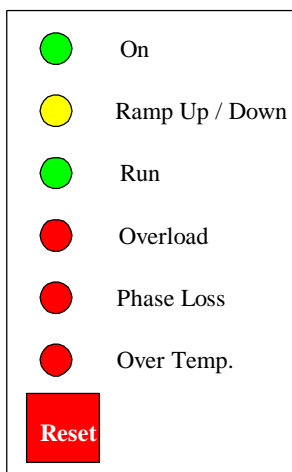 On
Ramp Up / Down
Run
Overload
Phase Loss
Over Temp.
Reset